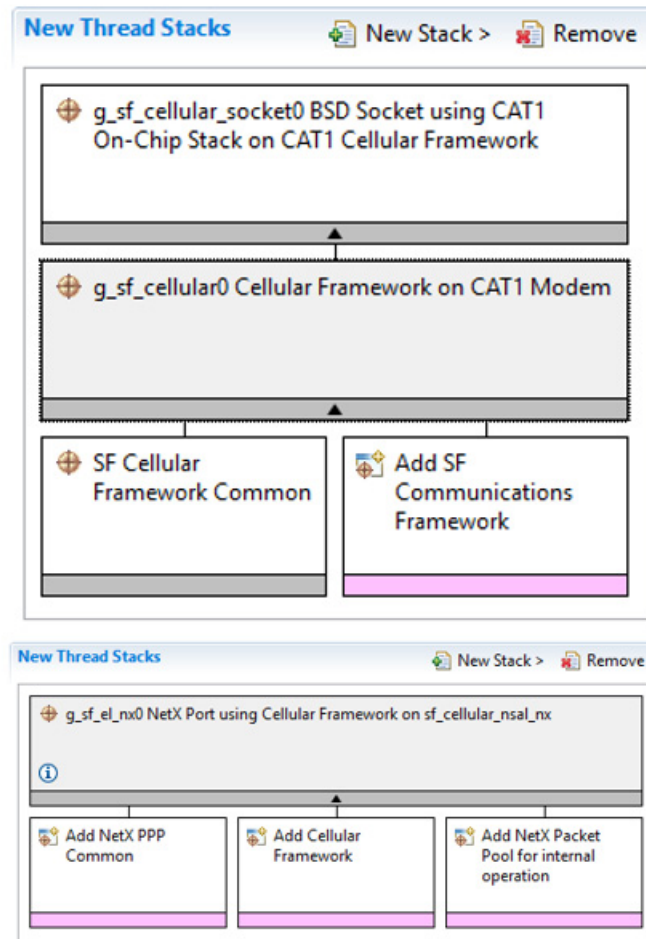 New Thread Stacks
New Stack >
Remove
g_sf_cellular_socket0 BSD Socket using CAT1
On-Chip Stack on CAT1 Cellular Framework
g_sf_cellular0 Cellular Framework on CAT1 Modem
SF Cellular
Framework Common
Add SF
Communications
Framework
New Thread Stacks
New Stack >
Remove
g_sf_el_nx0 NetX Port using Cellular Framework on sf_cellular_nsal_nx
Add NetX PPP
Common
Add Cellular
Framework
Add NetX Packet
Pool for internal
operation